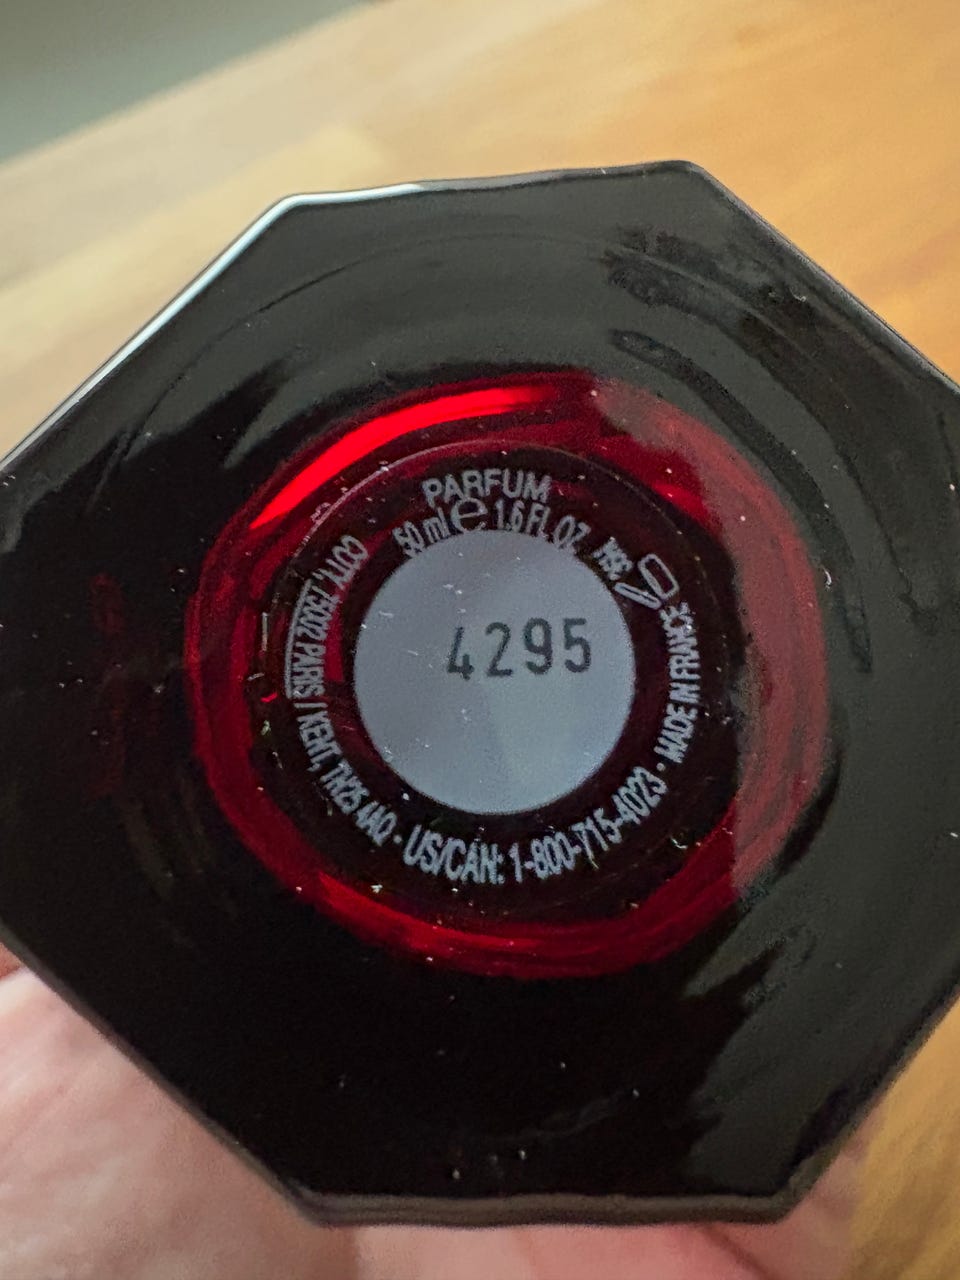 PARFUM
50 ml e 1.6 FL OZ
4295
COTY, 75002 PARIS / KENT, TN25 4AQ - US/CAN: 1-800-715-4023 • MADE IN FRANCE